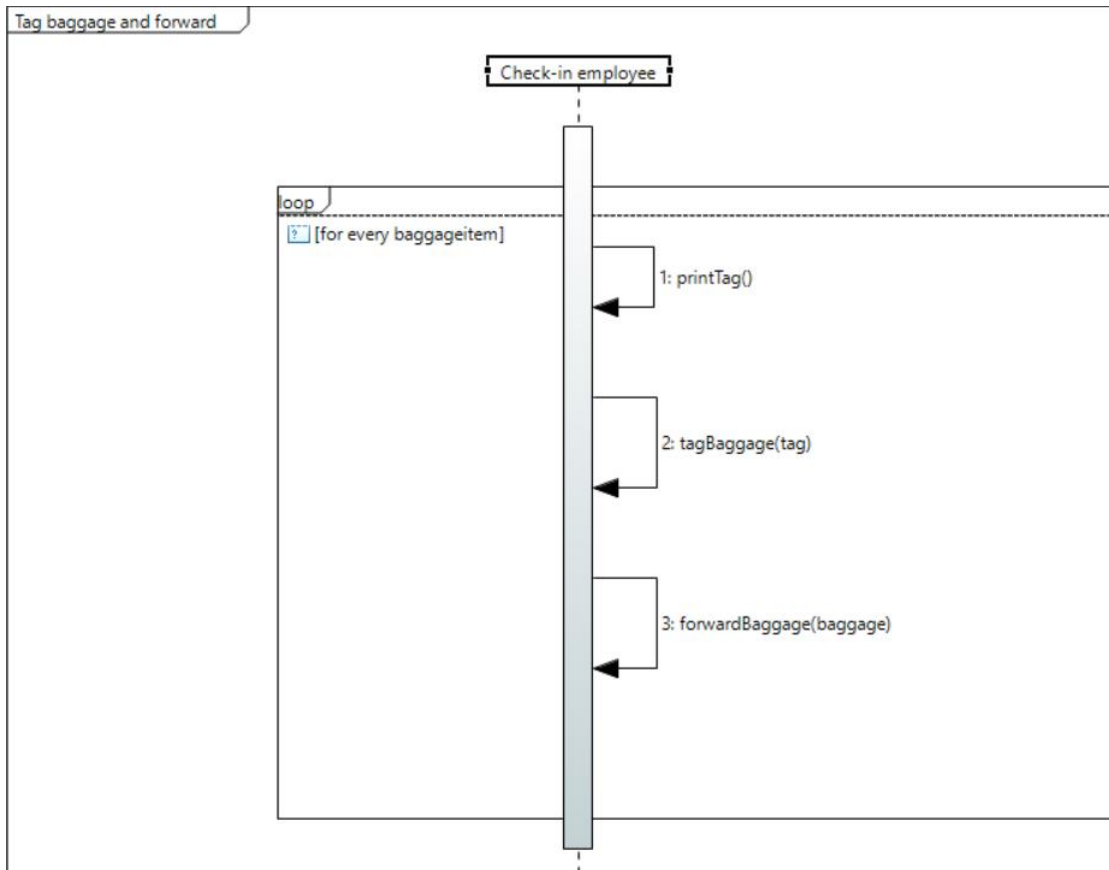 Tag baggage and forward
Check-in employee
loop
? [for every baggageitem]
1: printTag()
2: tagBaggage(tag)
3: forwardBaggage(baggage)